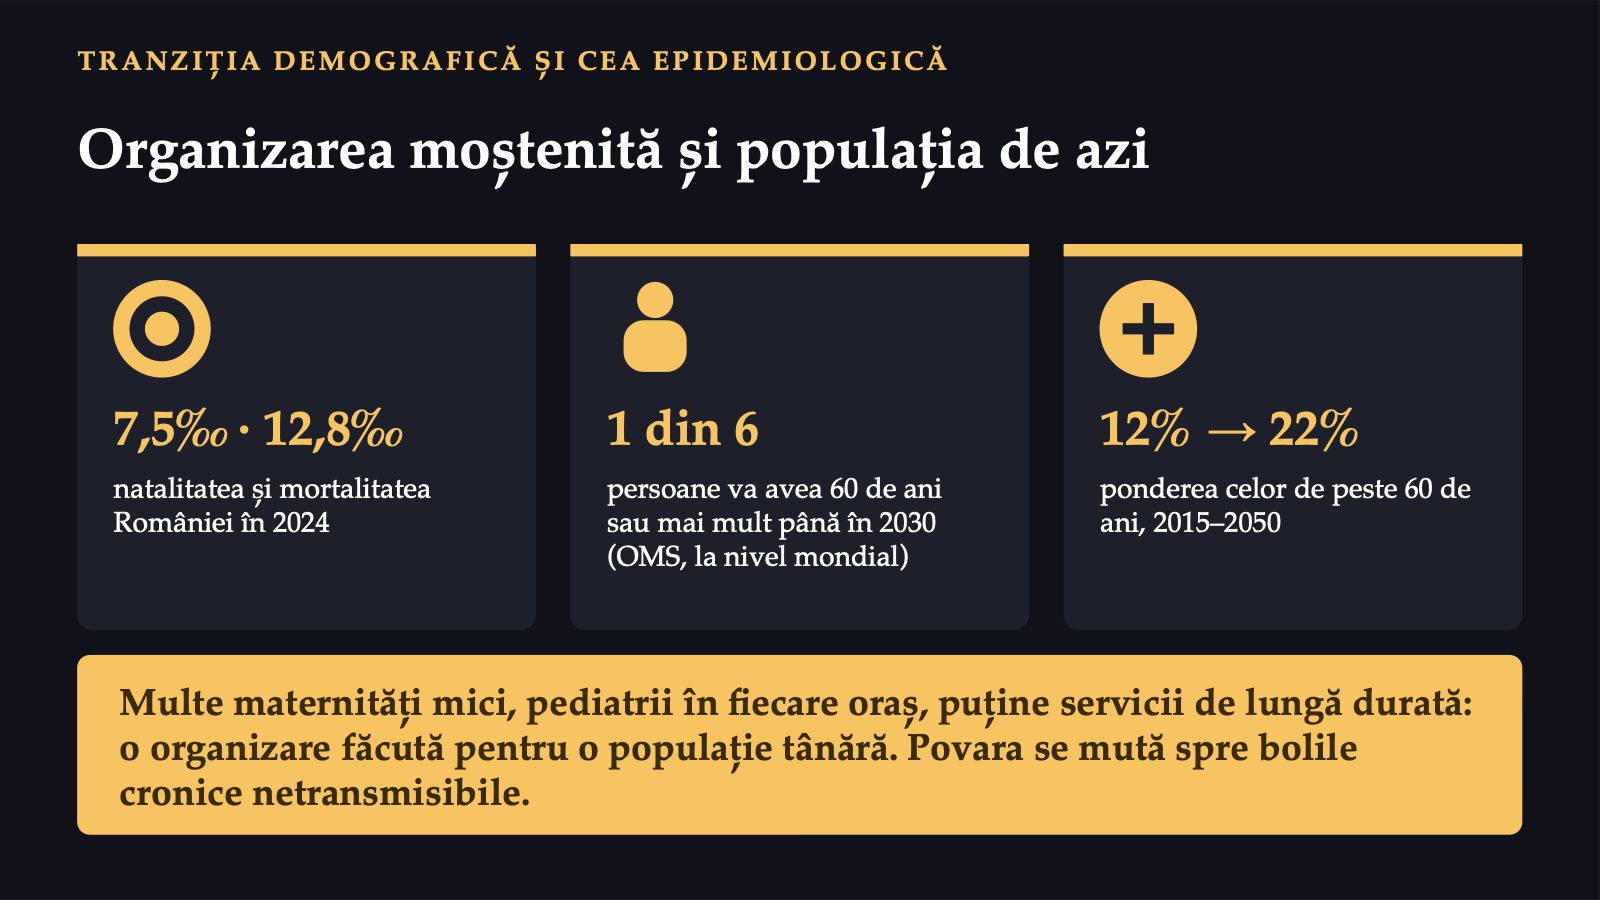 TRANZIȚIA DEMOGRAFICĂ ȘI CEA EPIDEMIOLOGICĂ
Organizarea moștenită și populația de azi
7,5‰ · 12,8‰
natalitatea și mortalitatea
României în 2024
1 din 6
persoane va avea 60 de ani
sau mai mult până în 2030
(OMS, la nivel mondial)
12% → 22%
ponderea celor de peste 60 de
ani, 2015–2050
Multe maternități mici, pediatrii în fiecare oraș, puține servicii de lungă durată:
o organizare făcută pentru o populație tânără. Povara se mută spre bolile
cronice netransmisibile.